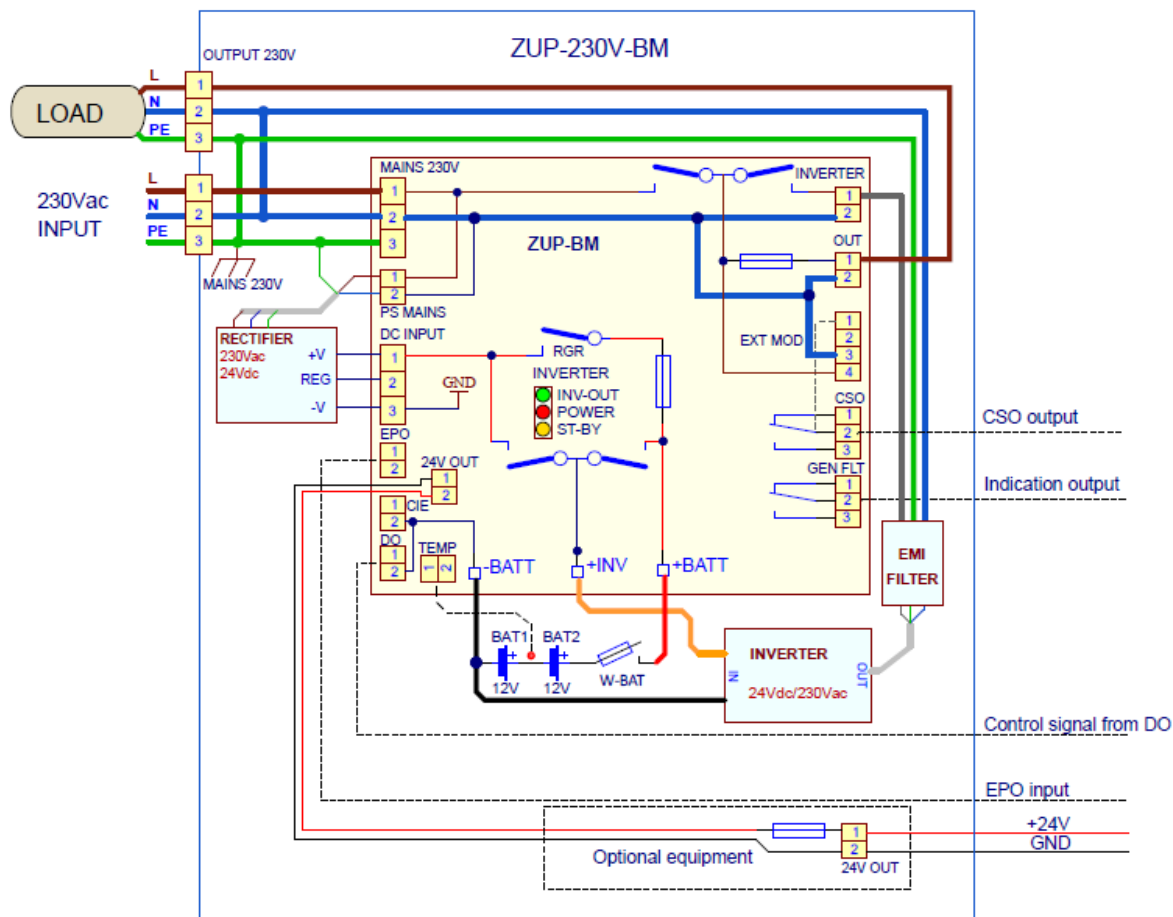 ZUP-230V-BM
OUTPUT 230V
LOAD
L
N
PE
1
2
3
230Vac
INPUT
L
N
PE
1
2
3
MAINS 230V
MAINS 230V
1
2
3
ZUP-BM
INVERTER
1
2
OUT
1
2
1
2
PS MAINS
EXT MOD
1
2
3
4
RECTIFIER
230Vac
24Vdc
+V
REG
-V
DC INPUT
1
2
3
GND
RGR
INVERTER
INV-OUT
POWER
ST-BY
CSO
1
2
3
CSO output
GEN FLT
1
2
3
Indication output
EPO
1
2
24V OUT
1
2
CIE
1
2
DO
1
2
TEMP
1
2
-BATT
+INV
+BATT
EMI
FILTER
BAT1
+
12V
BAT2
+
12V
W-BAT
INVERTER
24Vdc/230Vac
IN
OUT
Control signal from DO
EPO input
+24V
GND
1
2
24V OUT
Optional equipment